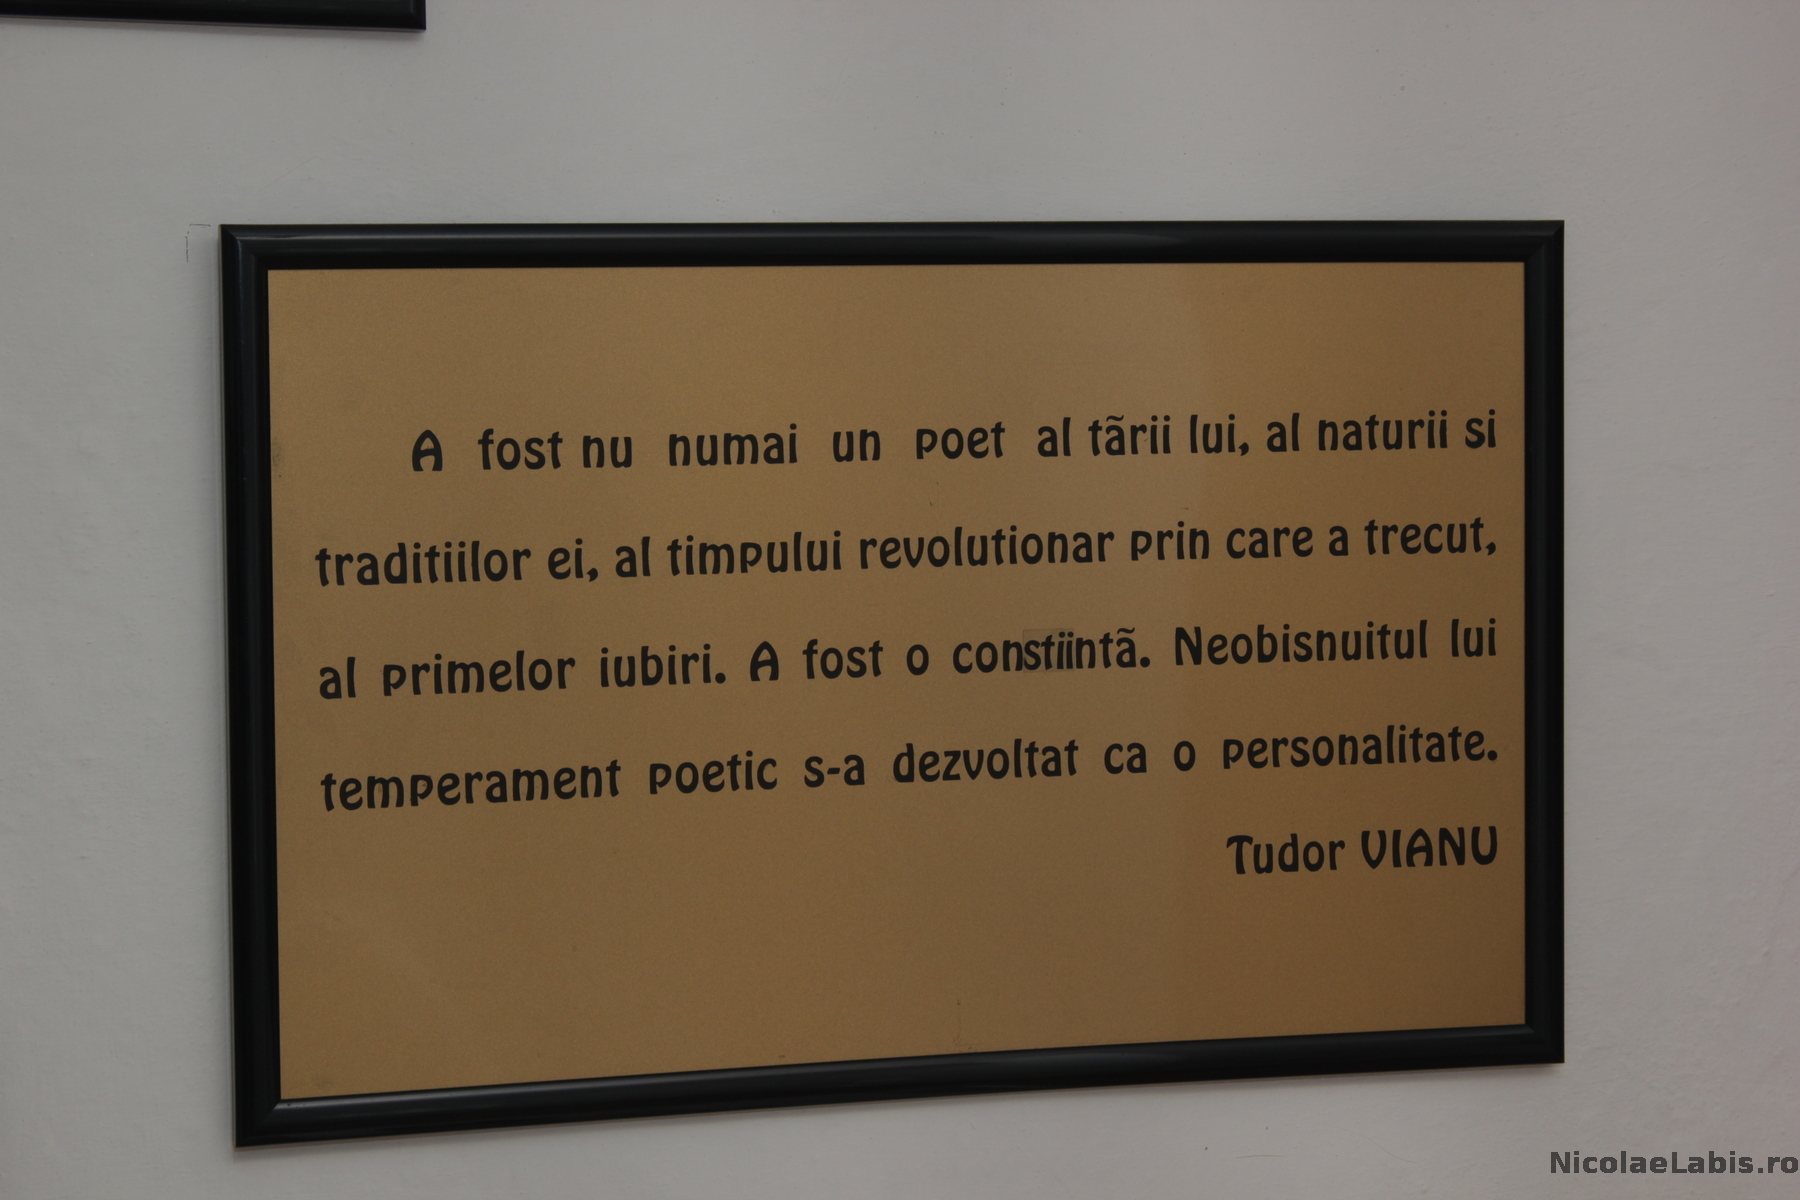 A fost nu numai un poet al tãrii lui, al naturii si
traditiilor ei, al timpului revolutionar prin care a trecut,
al primelor iubiri. A fost o constiintã. Neobisnuitul lui
temperament poetic s-a dezvoltat ca o personalitate.
Tudor VIANU
NicolaeLabis.ro